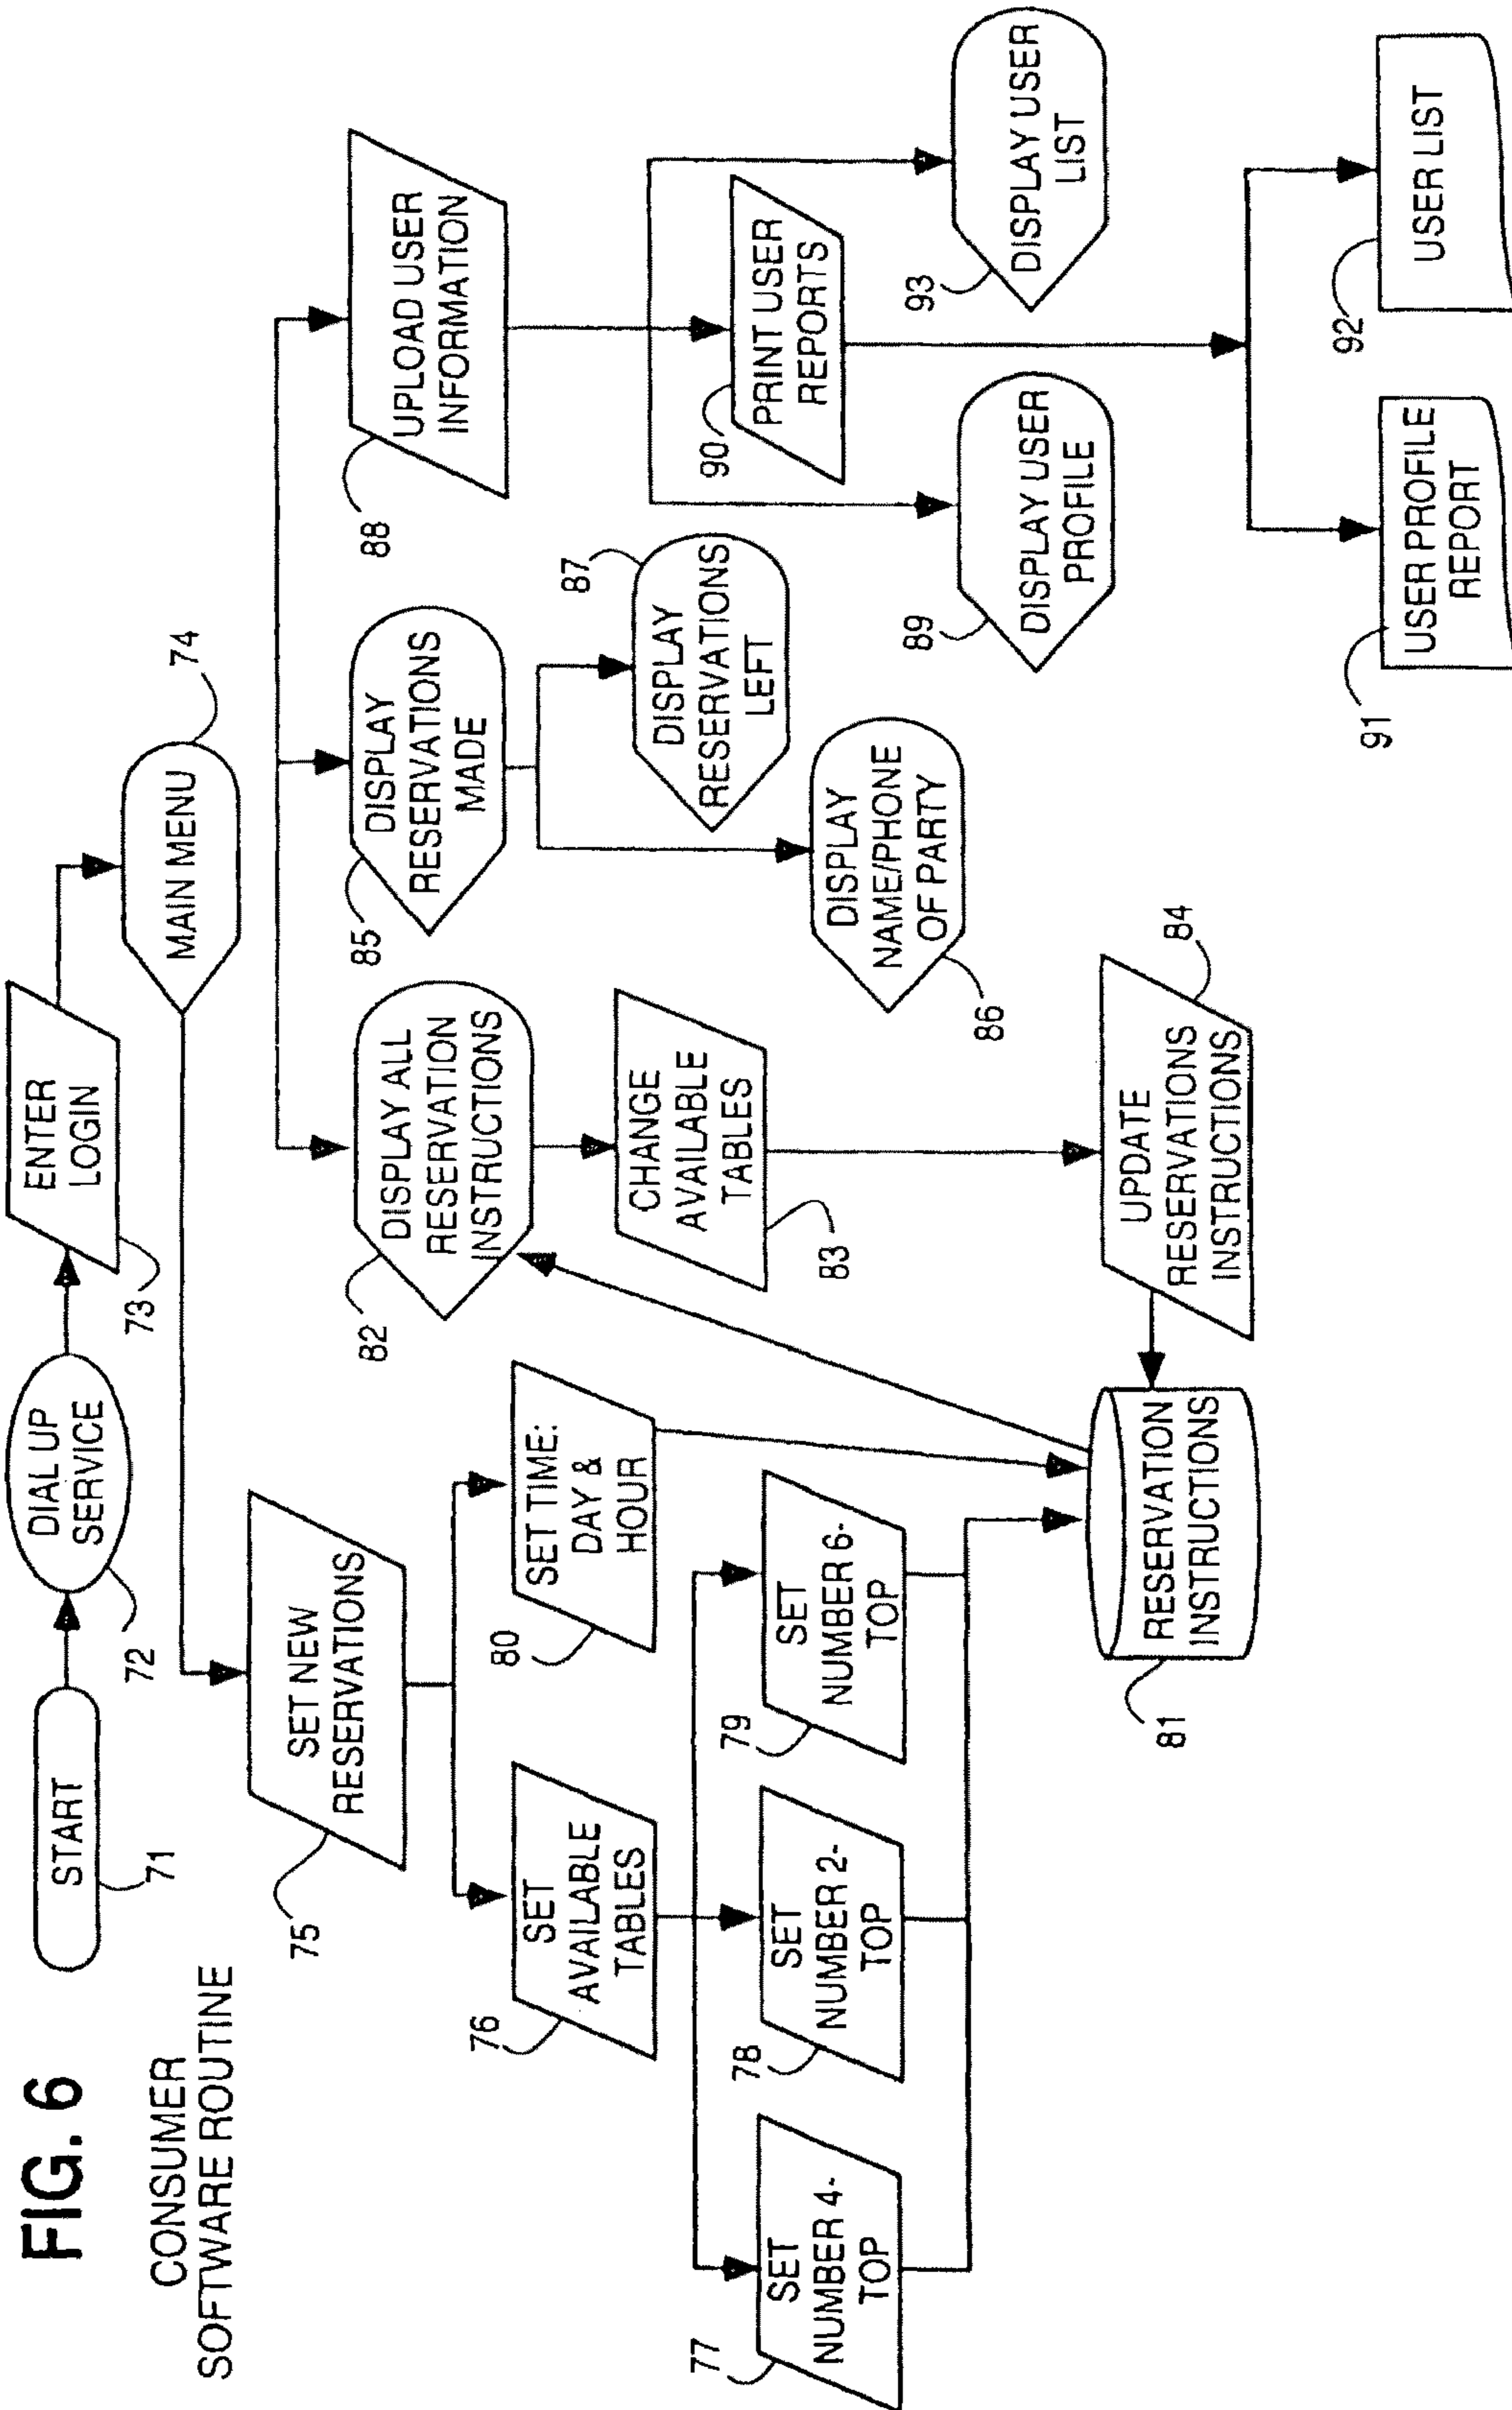 FIG. 6
CONSUMER
SOFTWARE ROUTINE
START
71
DIAL UP
SERVICE
72
ENTER
LOGIN
73
MAIN MENU
74
SET NEW
RESERVATIONS
75
SET
AVAILABLE
TABLES
76
SET TIME:
DAY &
HOUR
80
SET
NUMBER 4-
TOP
77
SET
NUMBER 2-
TOP
78
SET
NUMBER 6-
TOP
79
RESERVATION
INSTRUCTIONS
81
DISPLAY ALL
RESERVATION
INSTRUCTIONS
82
CHANGE
AVAILABLE
TABLES
83
UPDATE
RESERVATIONS
INSTRUCTIONS
84
DISPLAY
RESERVATIONS
MADE
85
DISPLAY
NAME/PHONE
OF PARTY
86
DISPLAY
RESERVATIONS
LEFT
87
UPLOAD USER
INFORMATION
88
DISPLAY USER
PROFILE
89
PRINT USER
REPORTS
90
DISPLAY USER
LIST
93
USER PROFILE
REPORT
91
USER LIST
92